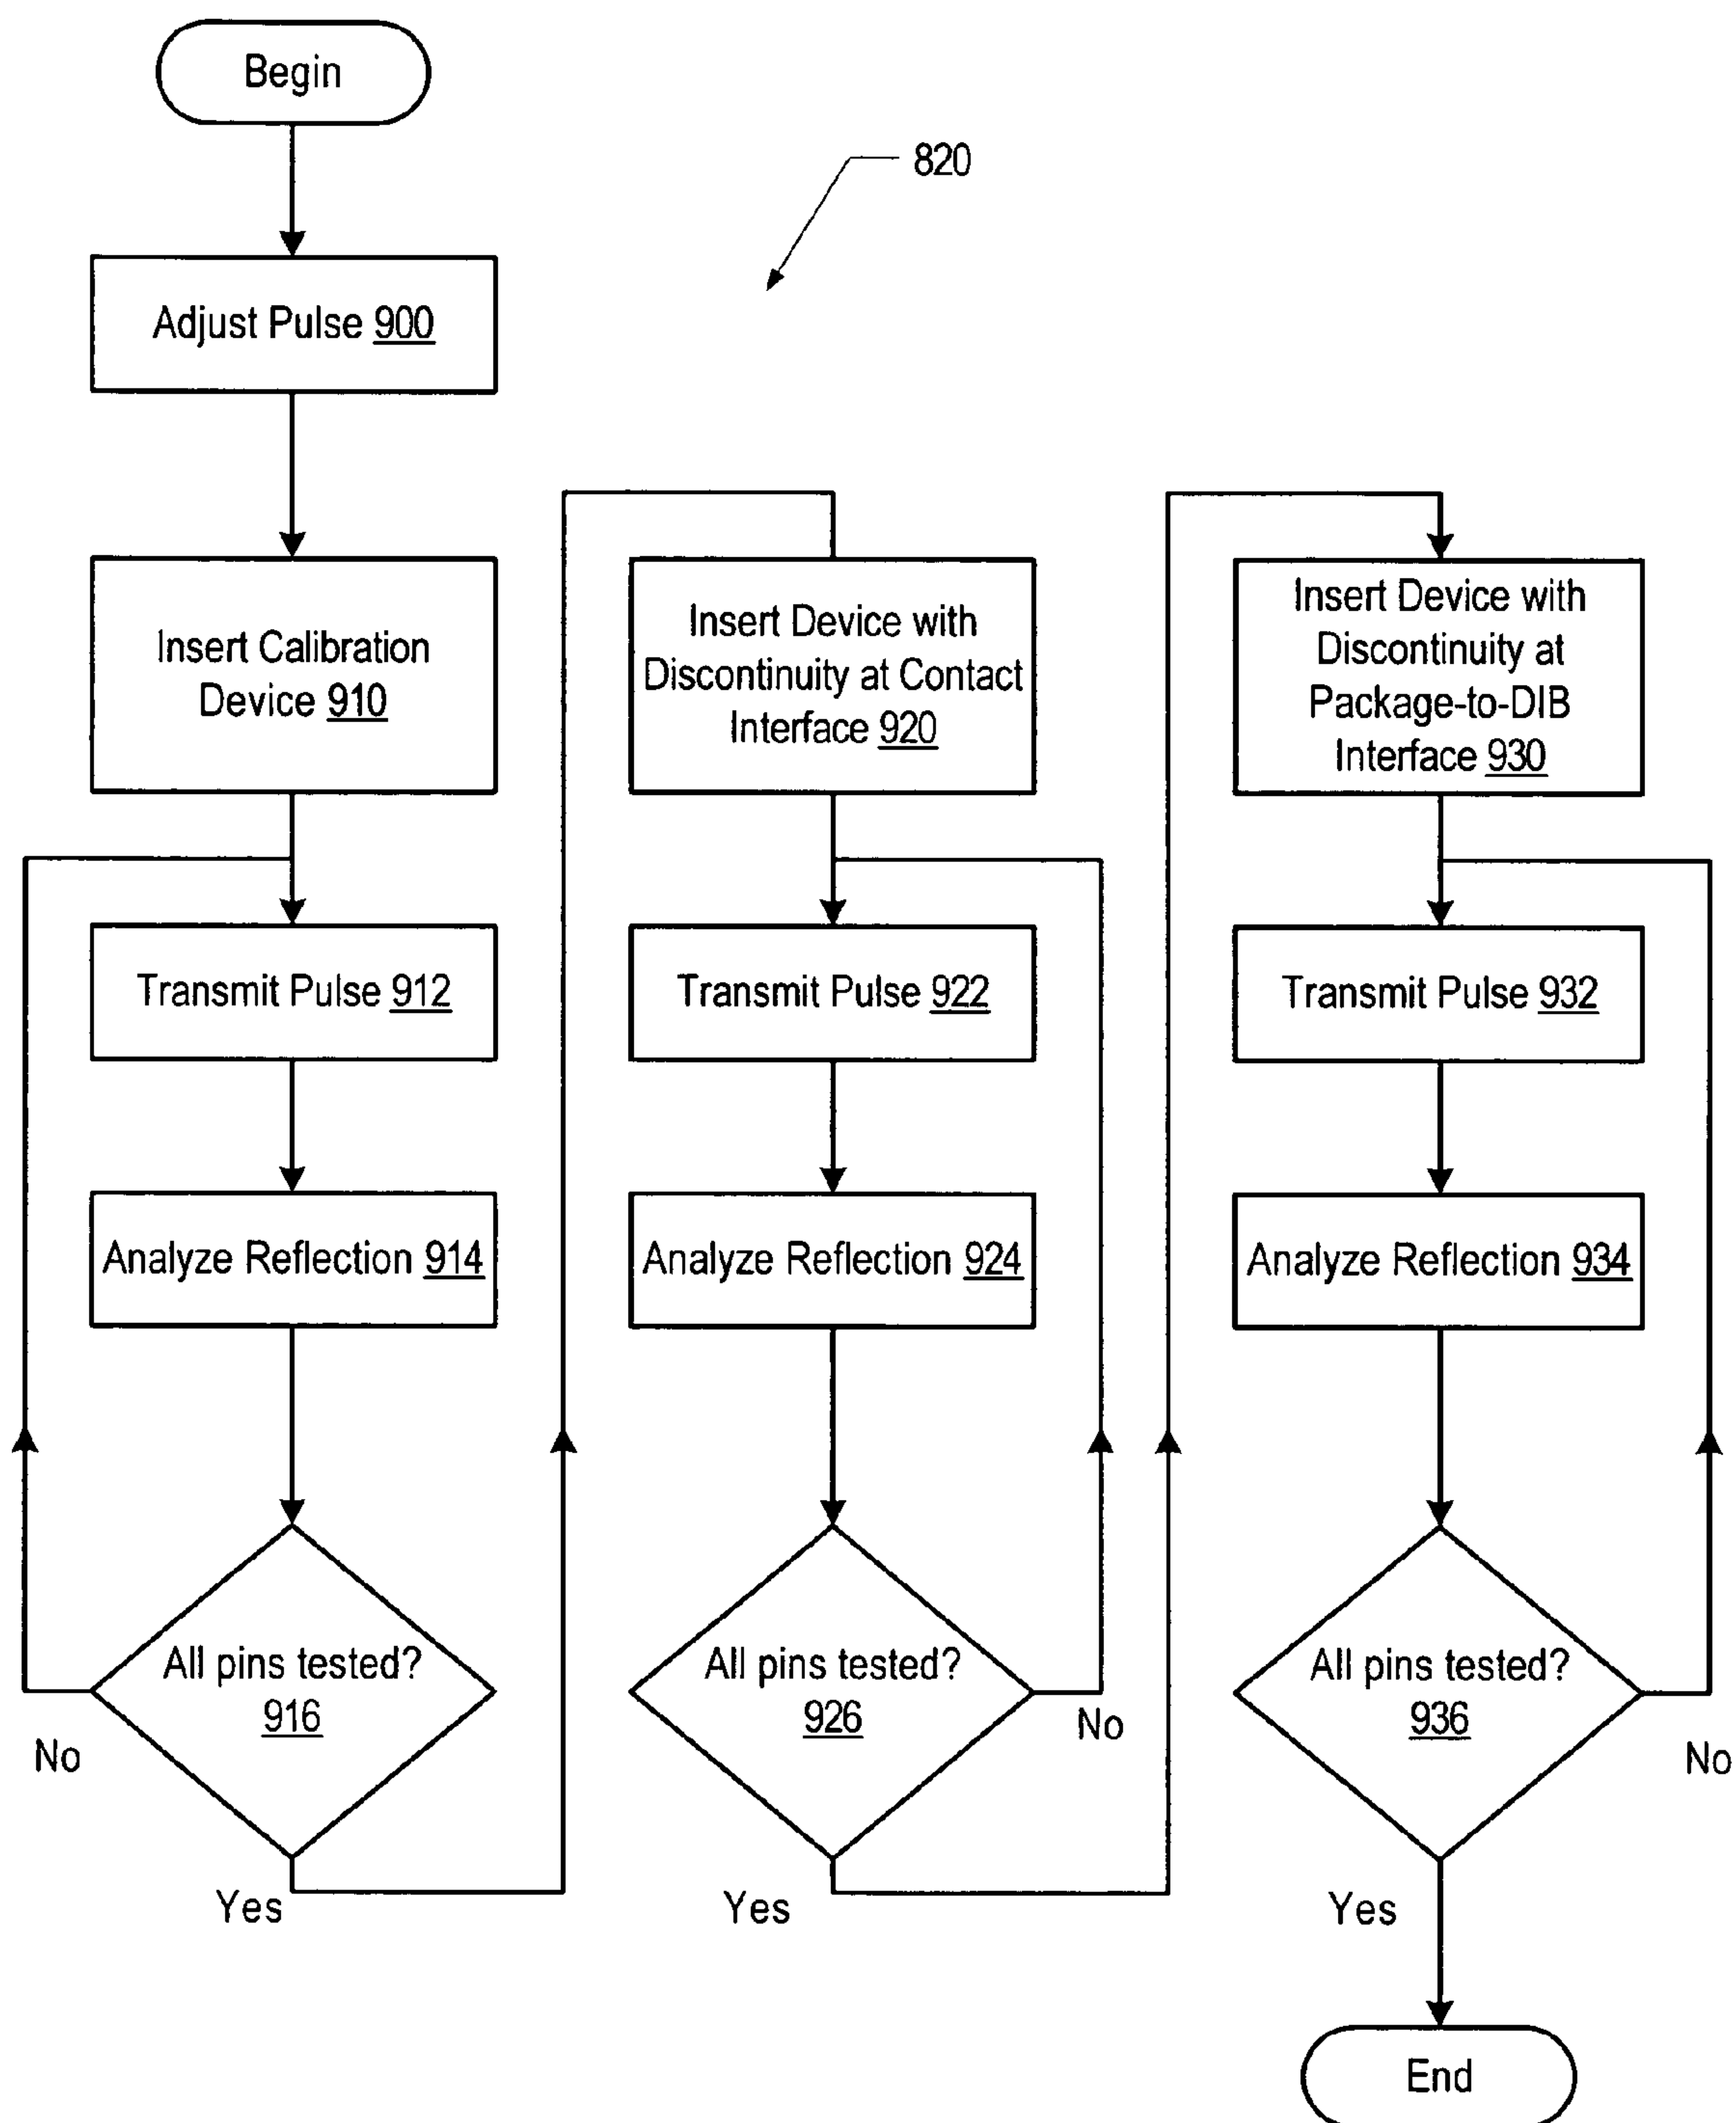 Begin
820
Adjust Pulse 900
Insert Calibration
Device 910
Transmit Pulse 912
Analyze Reflection 914
All pins tested?
916
No
Yes
Insert Device with
Discontinuity at Contact
Interface 920
Transmit Pulse 922
Analyze Reflection 924
All pins tested?
926
No
Yes
Insert Device with
Discontinuity at
Package-to-DIB
Interface 930
Transmit Pulse 932
Analyze Reflection 934
All pins tested?
936
No
Yes
End